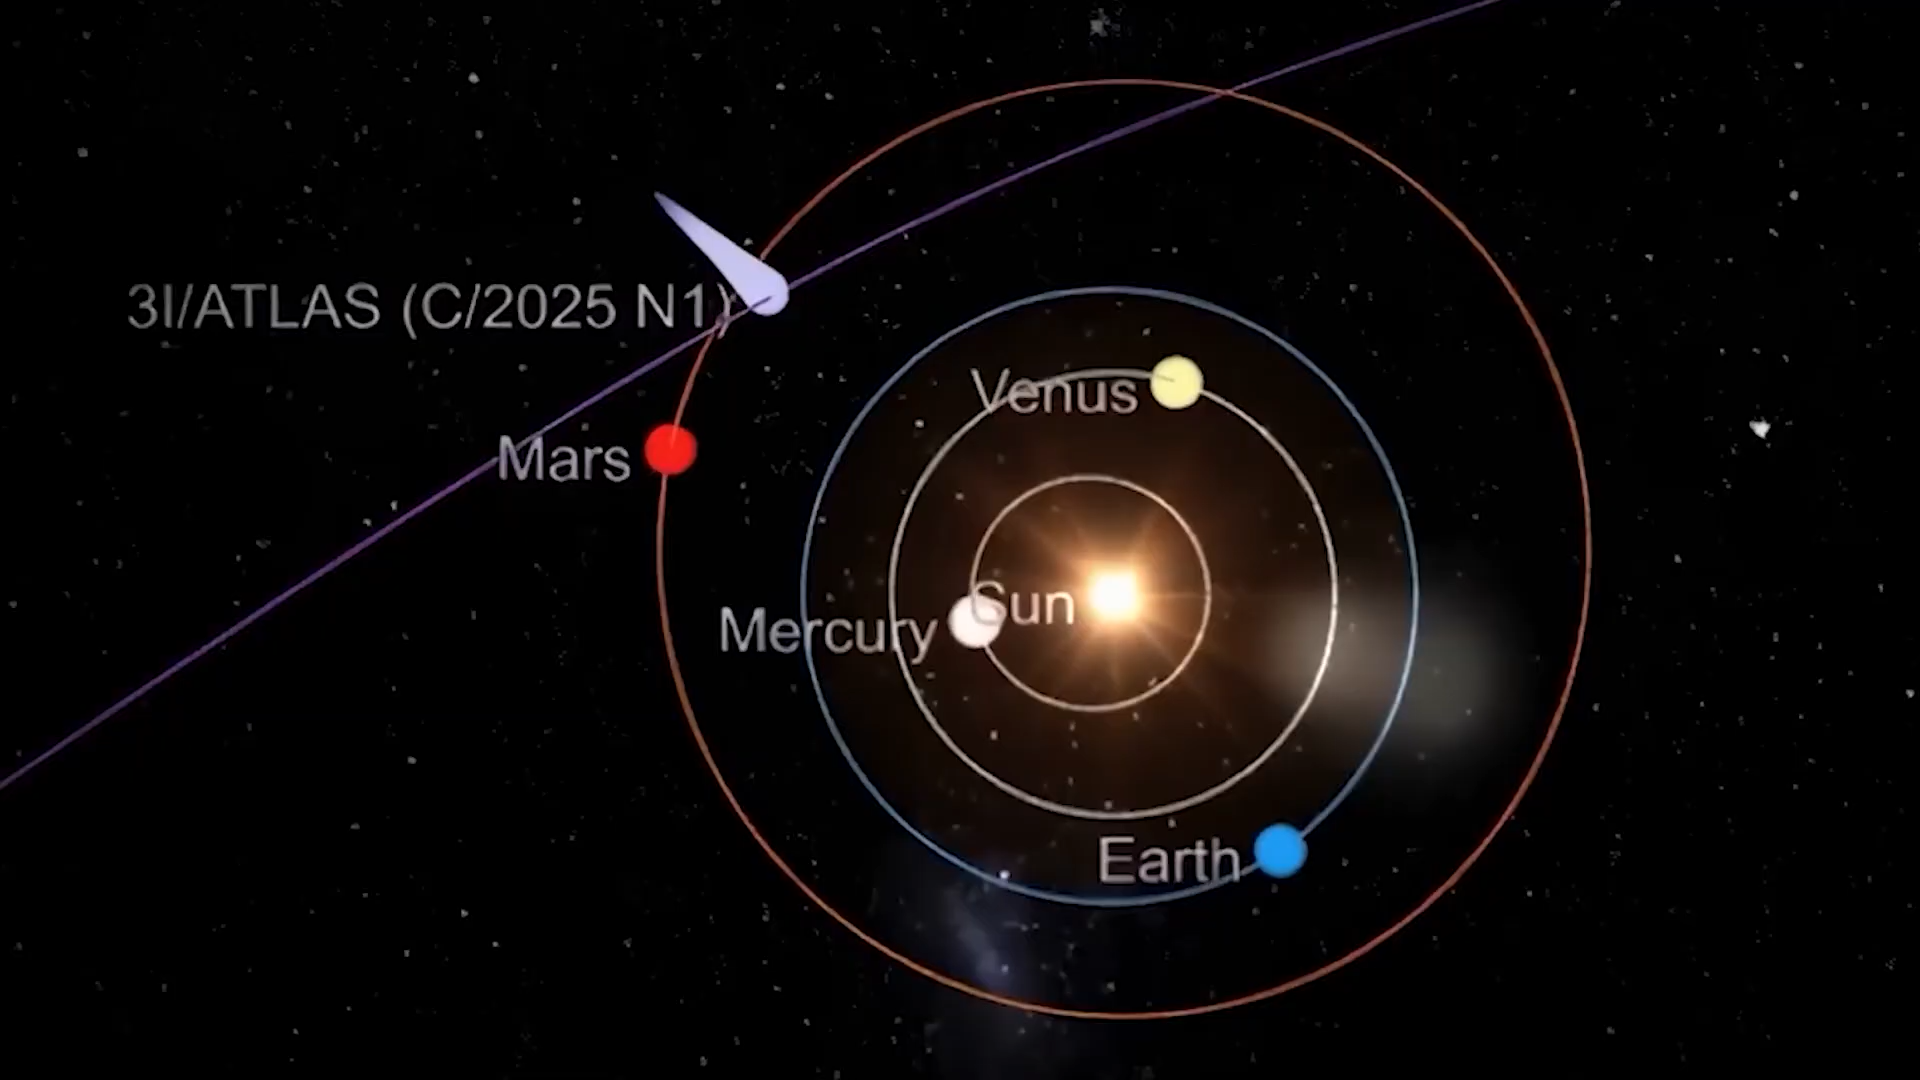 3I/ATLAS (C/2025 N1)
Venus
Mars
Sun
Mercury
Earth